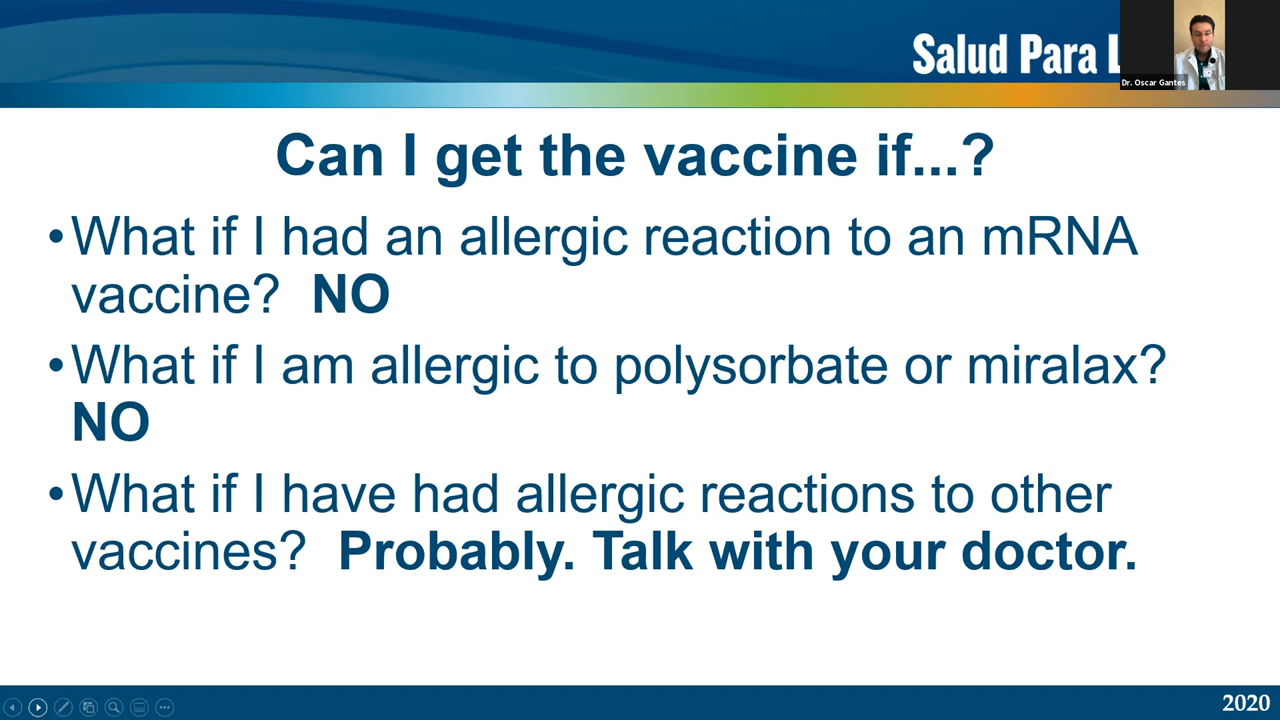 Salud Para L
Dr. Oscar Gantes
Can I get the vaccine if...?
•What if I had an allergic reaction to an mRNA
vaccine?  NO
•What if I am allergic to polysorbate or miralax?
NO
•What if I have had allergic reactions to other
vaccines?  Probably. Talk with your doctor.
2020